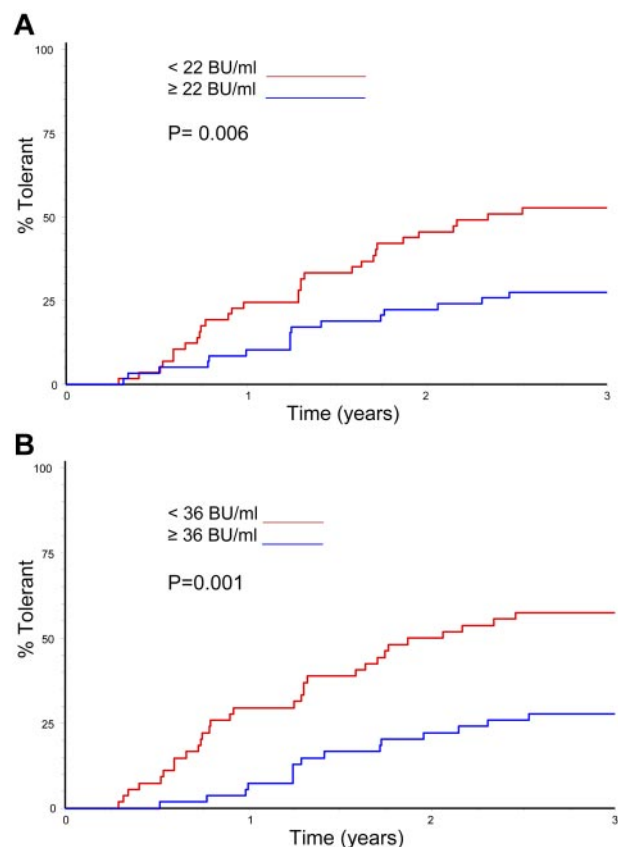 A
100
< 22 BU/ml
≥ 22 BU/ml
P= 0.006
75
% Tolerant
50
25
0
0 1 2 3
Time (years)
B
100
< 36 BU/ml
≥ 36 BU/ml
75
P=0.001
% Tolerant
50
25
0
0 1 2 3
Time (years)